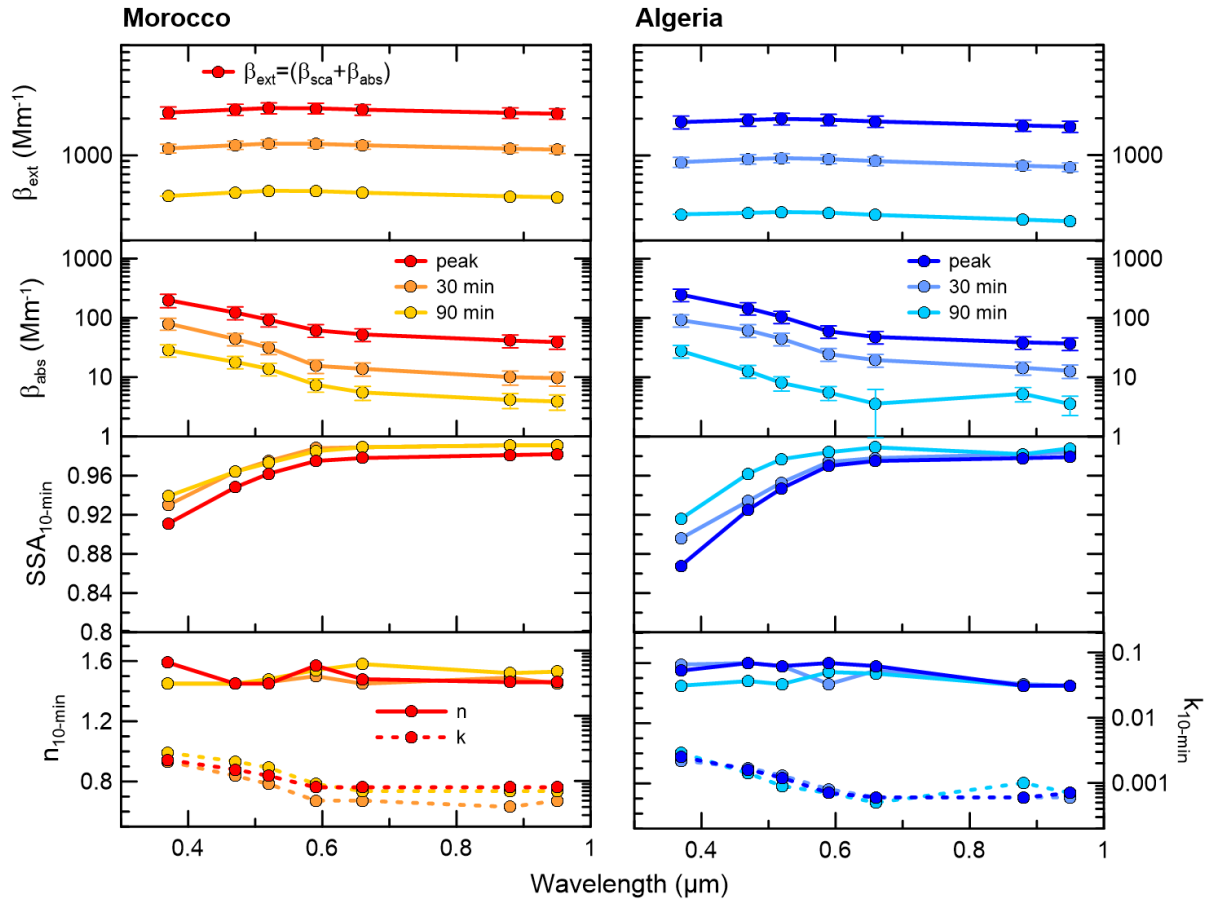 Morocco
Algeria
βext=(βsca+βabs)
βext (Mm-1)
1000
1000
βabs (Mm-1)
1000
100
10
1
peak
30 min
90 min
peak
30 min
90 min
1000
100
10
1
SSA10-min
0.96
0.92
0.88
0.84
0.8
n10-min
1.6
1.2
0.8
n
k
0.1
0.01
0.001
k10-min
0.4
0.6
0.8
1
0.4
0.6
0.8
1
Wavelength (μm)